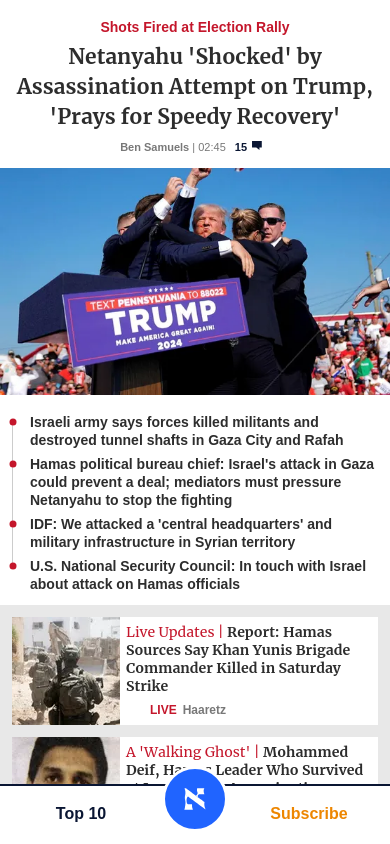 Shots Fired at Election Rally
Netanyahu 'Shocked' by
Assassination Attempt on Trump,
'Prays for Speedy Recovery'
Ben Samuels | 02:45 15
TEXT PENNSYLVANIA TO 88022
TRUMP
MAKE AMERICA GREAT AGAIN!
2024
Israeli army says forces killed militants and
destroyed tunnel shafts in Gaza City and Rafah
Hamas political bureau chief: Israel's attack in Gaza
could prevent a deal; mediators must pressure
Netanyahu to stop the fighting
IDF: We attacked a 'central headquarters' and
military infrastructure in Syrian territory
U.S. National Security Council: In touch with Israel
about attack on Hamas officials
Live Updates | Report: Hamas
Sources Say Khan Yunis Brigade
Commander Killed in Saturday
Strike
LIVE Haaretz
A 'Walking Ghost' | Mohammed
Deif, Leader Who Survived
Top 10
Subscribe